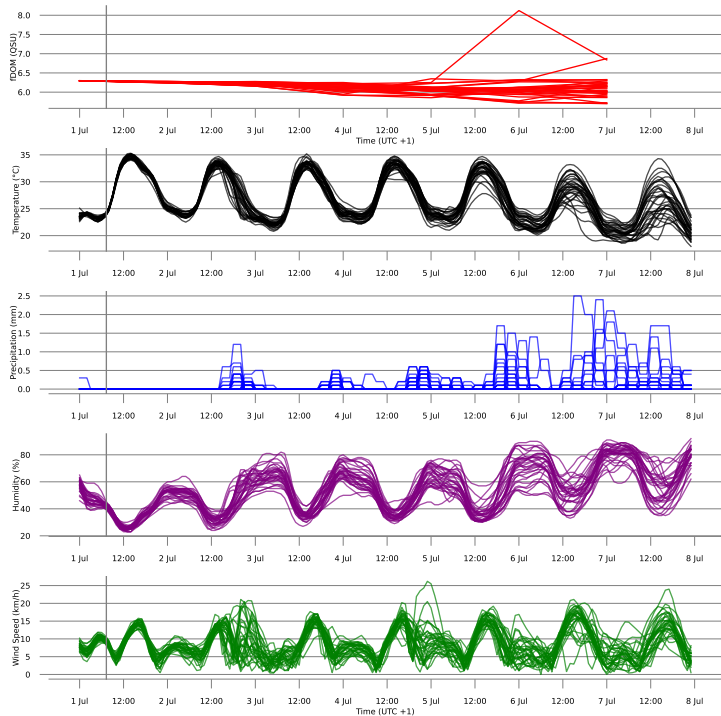 fDOM (QSU)
8.0
7.5
7.0
6.5
6.0
1 Jul 12:00 2 Jul 12:00 3 Jul 12:00 4 Jul 12:00 5 Jul 12:00 6 Jul 12:00 7 Jul 12:00 8 Jul
Time (UTC +1)
Temperature (°C)
35
30
25
20
1 Jul 12:00 2 Jul 12:00 3 Jul 12:00 4 Jul 12:00 5 Jul 12:00 6 Jul 12:00 7 Jul 12:00 8 Jul
Precipitation (mm)
2.5
2.0
1.5
1.0
0.5
0.0
1 Jul 12:00 2 Jul 12:00 3 Jul 12:00 4 Jul 12:00 5 Jul 12:00 6 Jul 12:00 7 Jul 12:00 8 Jul
Humidity (%)
80
60
40
20
1 Jul 12:00 2 Jul 12:00 3 Jul 12:00 4 Jul 12:00 5 Jul 12:00 6 Jul 12:00 7 Jul 12:00 8 Jul
Wind Speed (km/h)
25
20
15
10
5
0
1 Jul 12:00 2 Jul 12:00 3 Jul 12:00 4 Jul 12:00 5 Jul 12:00 6 Jul 12:00 7 Jul 12:00 8 Jul
Time (UTC +1)